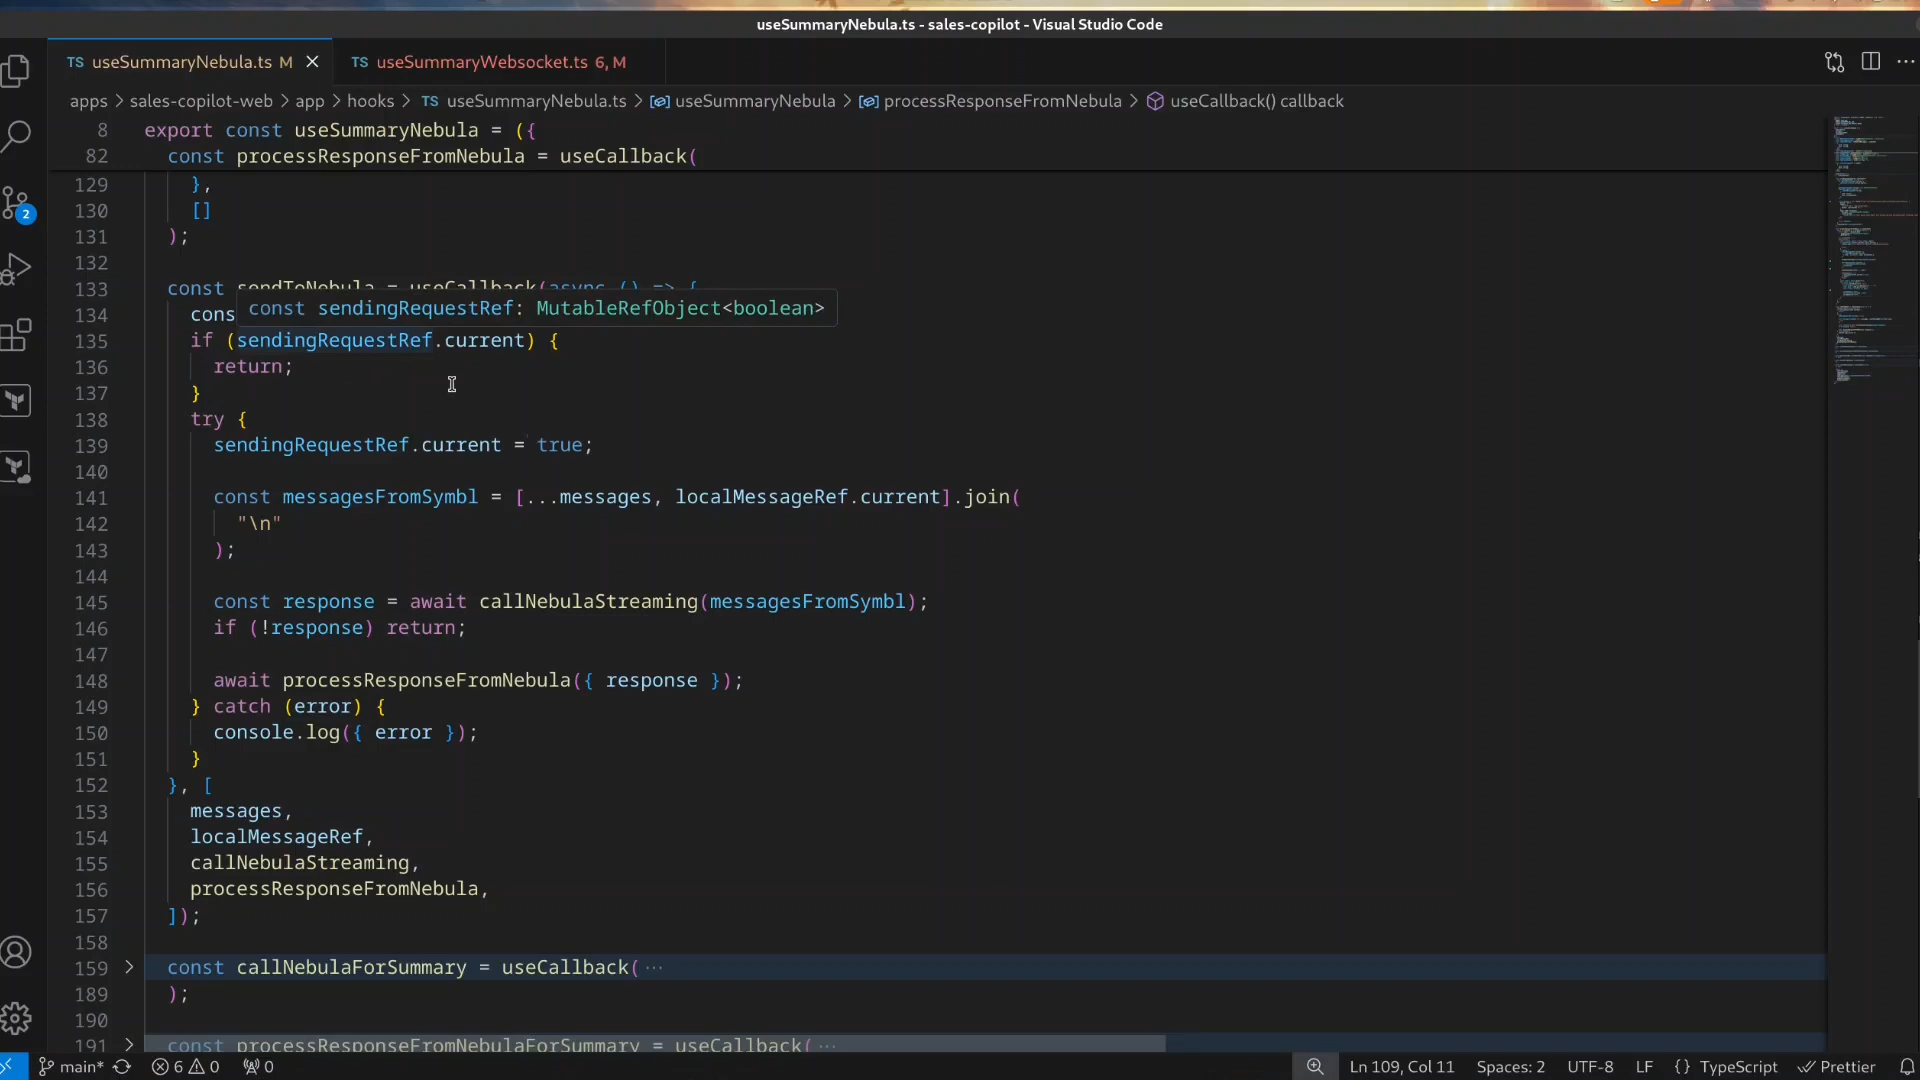 useSummaryNebula.ts - sales-copilot - Visual Studio Code
TS useSummaryNebula.ts M
TS useSummaryWebsocket.ts 6, M
apps > sales-copilot-web > app > hooks > TS useSummaryNebula.ts > useSummaryNebula > processResponseFromNebula > useCallback() callback
8 export const useSummaryNebula = ({
82 const processResponseFromNebula = useCallback(
129 },
130 []
131 );
132
133 const sendToNebula = useCallback(async () => {
const sendingRequestRef: MutableRefObject<boolean>
134 cons
135 if (sendingRequestRef.current) {
136 return;
137 }
138 try {
139 sendingRequestRef.current = true;
140
141 const messagesFromSymbl = [...messages, localMessageRef.current].join(
142 "\n"
143 );
144
145 const response = await callNebulaStreaming(messagesFromSymbl);
146 if (!response) return;
147
148 await processResponseFromNebula({ response });
149 } catch (error) {
150 console.log({ error });
151 }
152 }, [
153 messages,
154 localMessageRef,
155 callNebulaStreaming,
156 processResponseFromNebula,
157 ]);
158
159 const callNebulaForSummary = useCallback( ···
189 );
190
191 const processResponseFromNebulaForSummary = useCallback( ···
2
main* 6 0 0
Ln 109, Col 11 Spaces: 2 UTF-8 LF {} TypeScript Prettier